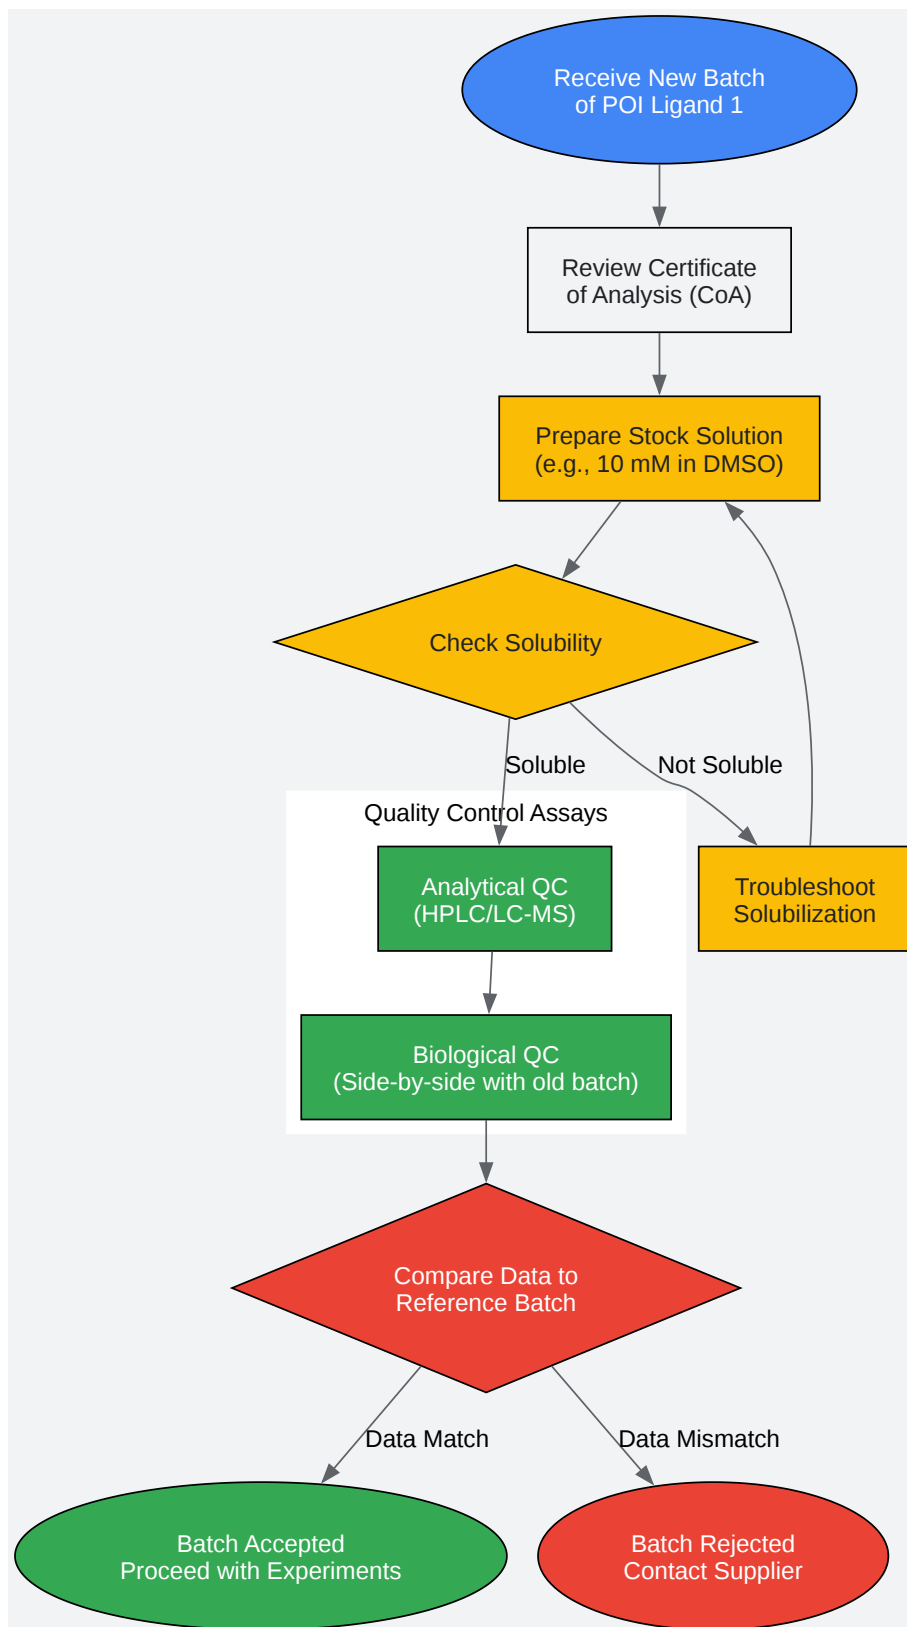 Receive New Batch
of POI Ligand 1
Review Certificate
of Analysis (CoA)
Prepare Stock Solution
(e.g., 10 mM in DMSO)
Check Solubility
Soluble
Not Soluble
Quality Control Assays
Analytical QC
(HPLC/LC-MS)
Troubleshoot
Solubilization
Biological QC
(Side-by-side with old batch)
Compare Data to
Reference Batch
Data Match
Data Mismatch
Batch Accepted
Proceed with Experiments
Batch Rejected
Contact Supplier